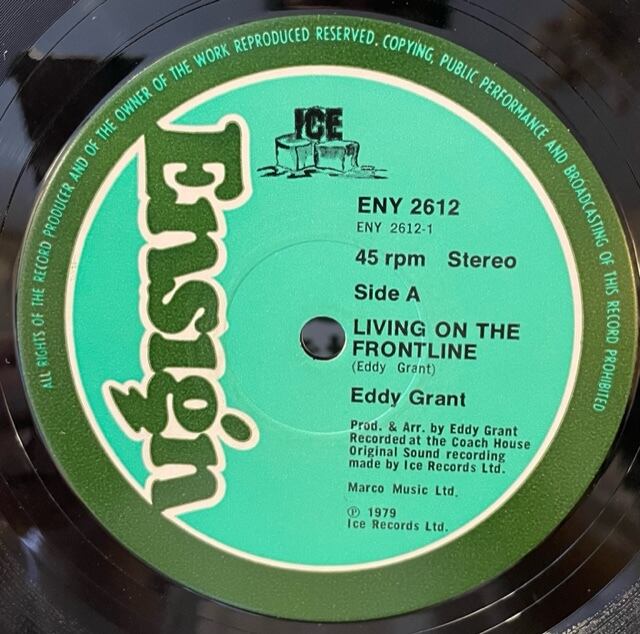 ALL RIGHTS OF THE RECORD PRODUCER AND OF THE OWNER OF THE WORK REPRODUCED RESERVED. COPYING, PUBLIC PERFORMANCE AND BROADCASTING OF THIS RECORD PROHIBITED
Ensign
ICE
ENY 2612
ENY 2612-1
45 rpm Stereo
Side A
LIVING ON THE
FRONTLINE
(Eddy Grant)
Eddy Grant
Prod. & Arr. by Eddy Grant
Recorded at the Coach House
Original Sound recording
made by Ice Records Ltd.
Marco Music Ltd.
℗ 1979
Ice Records Ltd.